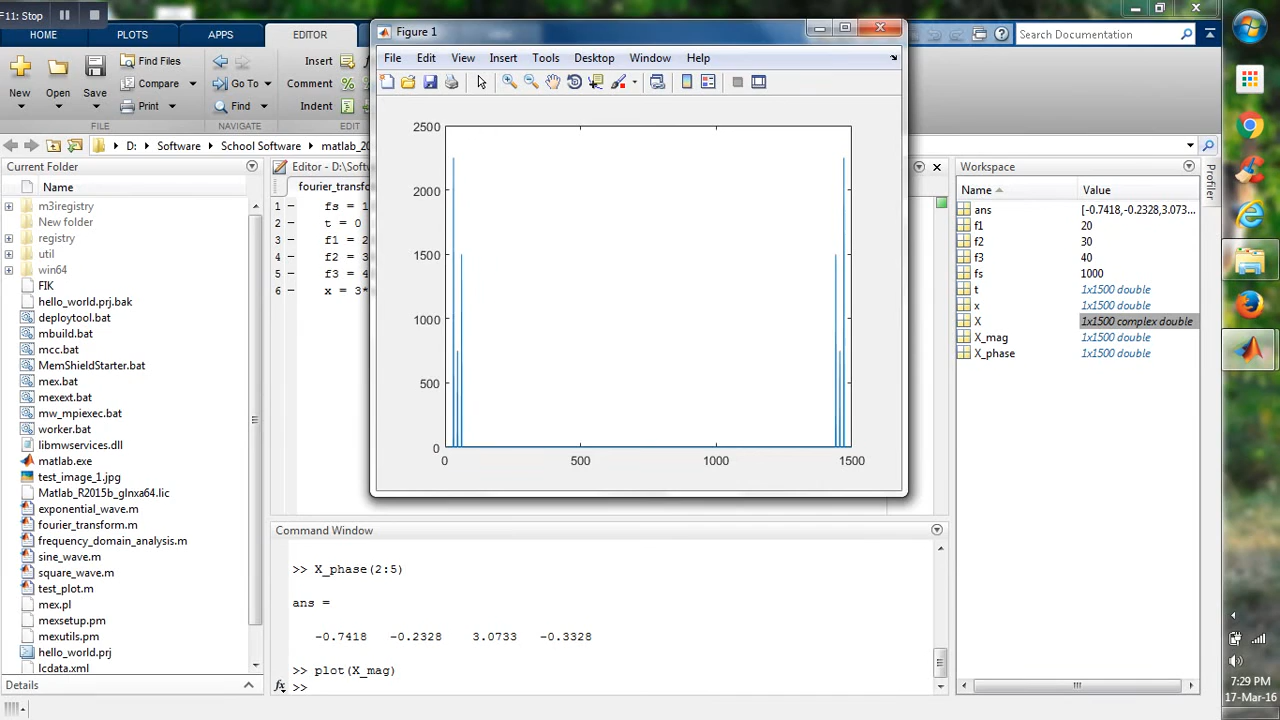 F11: Stop
Figure 1
HOME PLOTS APPS EDITOR
Search Documentation
File Edit View Insert Tools Desktop Window Help
New Open Save
Find Files
Compare
Print
Go To
Find
Insert
Comment
Indent
FILE NAVIGATE EDIT
D: Software School Software
Current Folder
Name
m3iregistry
New folder
registry
util
win64
FIK
hello_world.prj.bak
deploytool.bat
mbuild.bat
mcc.bat
MemShieldStarter.bat
mex.bat
mexext.bat
mw_mpiexec.bat
worker.bat
libmwservices.dll
matlab.exe
test_image_1.jpg
Matlab_R2015b_glnxa64.lic
exponential_wave.m
fourier_transform.m
frequency_domain_analysis.m
sine_wave.m
square_wave.m
test_plot.m
mex.pl
mexsetup.pm
mexutils.pm
hello_world.prj
lcdata.xml
Details
Editor - D:\Softw
1 fs = 1
2 t = 0
3 f1 = 2
4 f2 = 3
5 f3 = 4
6 x = 3*
2500
2000
1500
1000
500
0
0 500 1000 1500
Command Window
>> X_phase(2:5)
ans =
-0.7418 -0.2328 3.0733 -0.3328
>> plot(X_mag)
fx >>
Workspace
Name Value
ans [-0.7418,-0.2328,3.073...
f1 20
f2 30
f3 40
fs 1000
t 1x1500 double
x 1x1500 double
X 1x1500 complex double
X_mag 1x1500 double
X_phase 1x1500 double
Profiler
7:29 PM
17-Mar-16